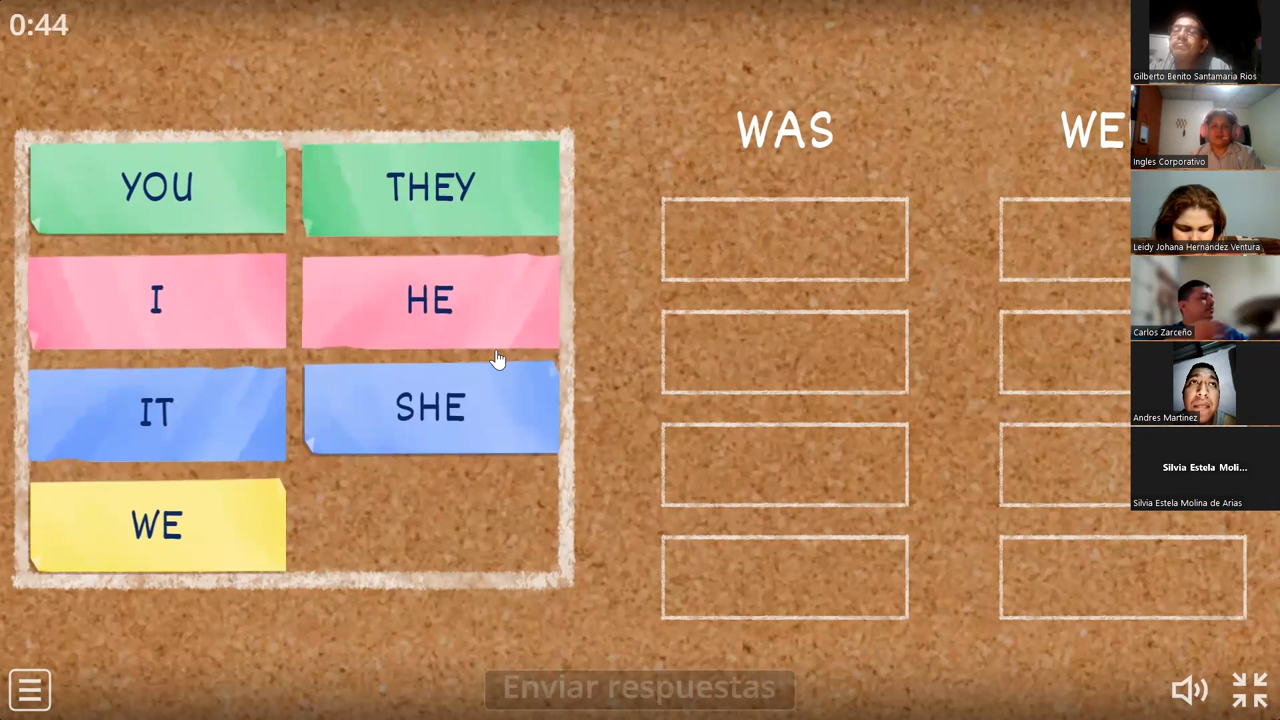 0:44
YOU
THEY
I
HE
IT
SHE
WE
WAS
WE
Enviar respuestas
Gilberto Benito Santamaria Rios
Ingles Corporativo
Leidy Johana Hernández Ventura
Carlos Zarceño
Andres Martinez
Silvia Estela Moli...
Silvia Estela Molina de Arias